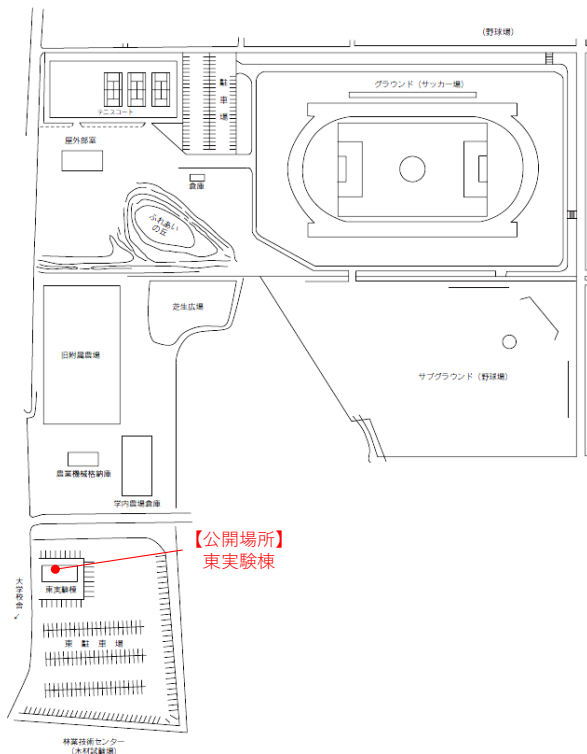 (野球場)
グラウンド(サッカー場)
駐車場
テニスコート
屋外部室
倉庫
ふれあい
の丘
芝生広場
旧附属農場
サブグラウンド(野球場)
農業機械格納庫
学内農場倉庫
【公開場所】
東実験棟
東実験棟
大学校舎
東駐車場
林業技術センター
(木材試験場)